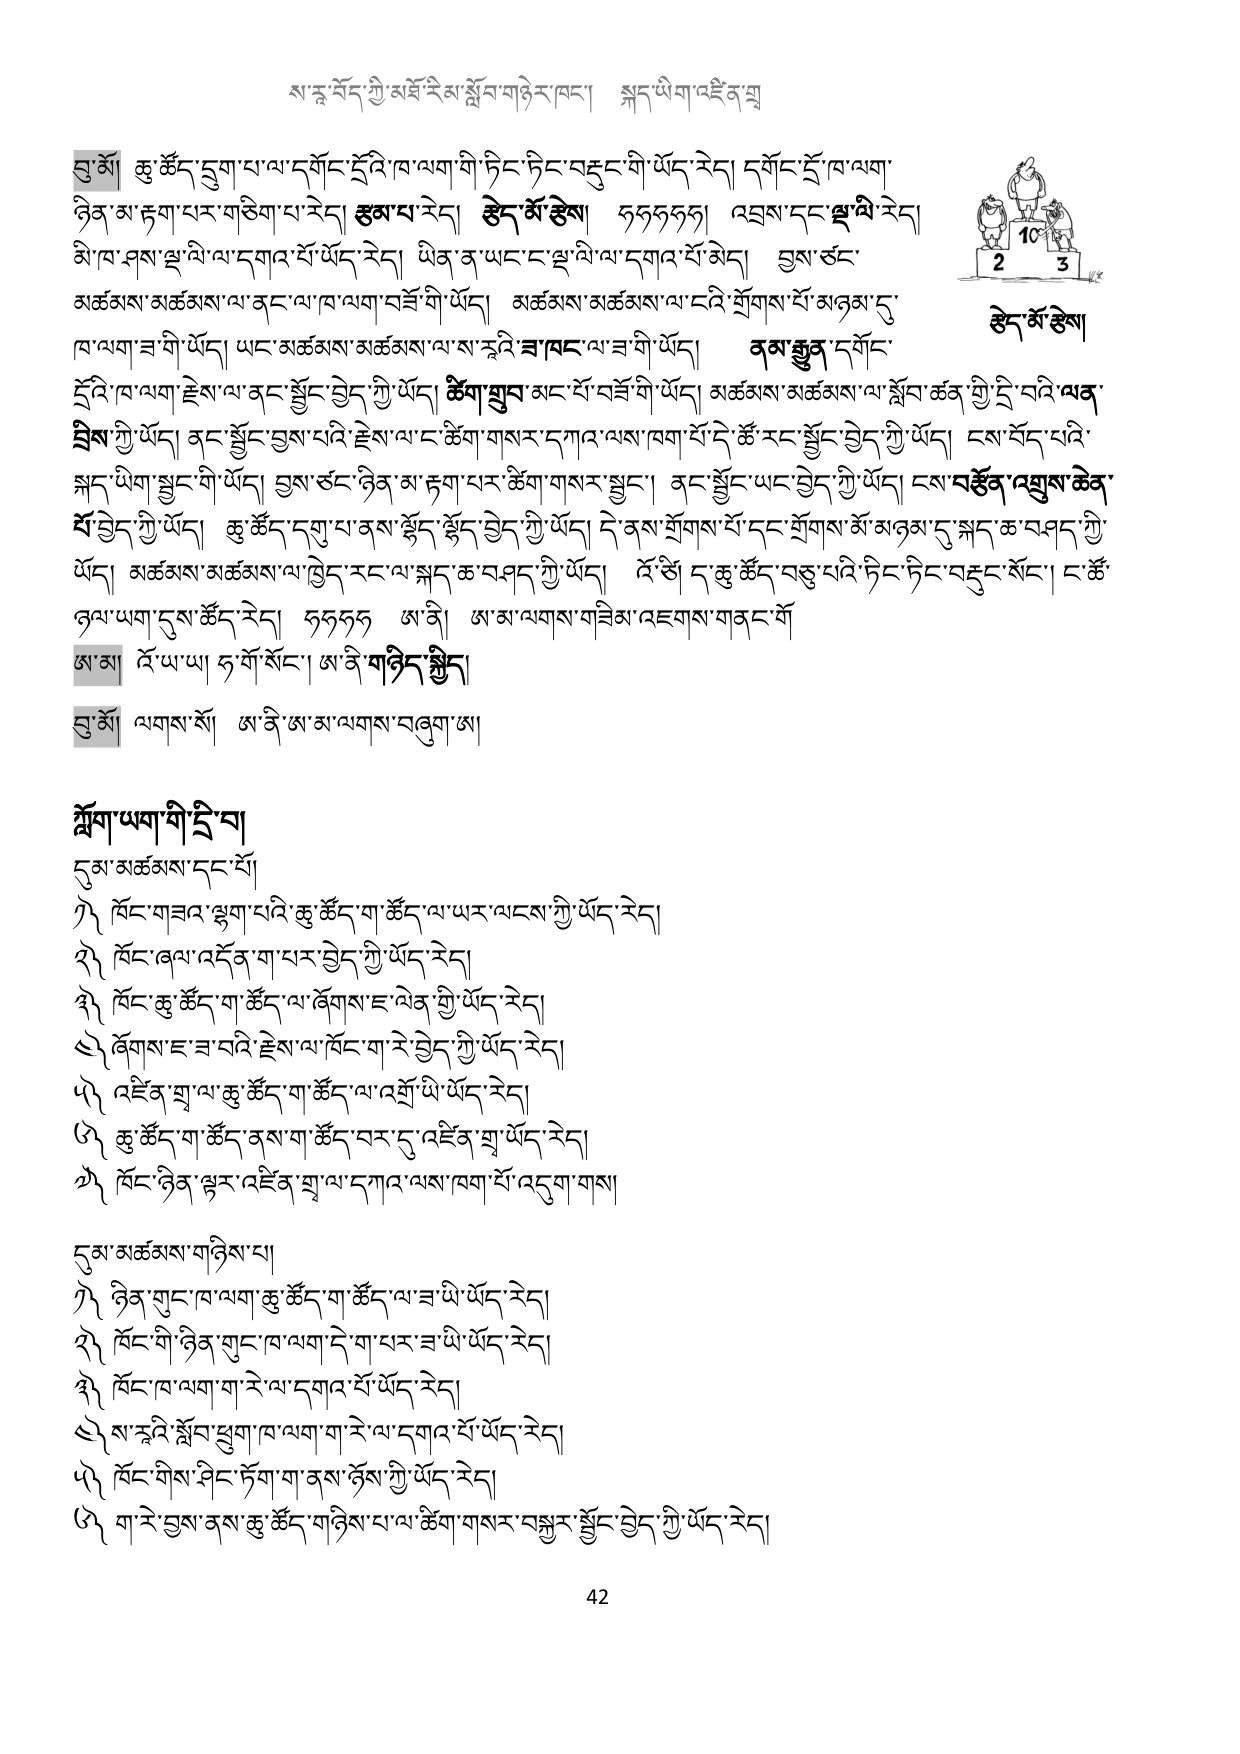 ས་རཱ་བོད་ཀྱི་མཐོ་རིམ་སློབ་གཉེར་ཁང་། སྐད་ཡིག་འཛིན་གྲྭ
བུ་མོ། ཆུ་ཚོད་དྲུག་པ་ལ་དགོང་དྲོའི་ཁ་ལག་གི་ཏིང་ཏིང་བརྡུང་གི་ཡོད་རེད། དགོང་དྲོ་ཁ་ལག་
ཉིན་མ་རྟག་པར་གཅིག་པ་རེད། རྩམ་པ་རེད། རྩེད་མོ་རྩེས། ཧཧཧཧཧ། འབྲས་དང་ལྡ་ལི་རེད།
མི་ཁ་ཤས་ལྡ་ལི་ལ་དགའ་པོ་ཡོད་རེད། ཡིན་ན་ཡང་ང་ལྡ་ལི་ལ་དགའ་པོ་མེད། བྱས་ཙང་
མཚམས་མཚམས་ལ་ནང་ལ་ཁ་ལག་བཟོ་གི་ཡོད། མཚམས་མཚམས་ལ་ངའི་གྲོགས་པོ་མཉམ་དུ་
ཁ་ལག་ཟ་གི་ཡོད། ཡང་མཚམས་མཚམས་ལ་ས་རཱའི་ཟ་ཁང་ལ་ཟ་གི་ཡོད། ནམ་རྒྱུན་དགོང་
དྲོའི་ཁ་ལག་རྗེས་ལ་ནང་སྦྱོང་བྱེད་ཀྱི་ཡོད། ཚིག་གྲུབ་མང་པོ་བཟོ་གི་ཡོད། མཚམས་མཚམས་ལ་སློབ་ཚན་གྱི་དྲི་བའི་ལན་
བྲིས་ཀྱི་ཡོད། ནང་སྦྱོང་བྱས་པའི་རྗེས་ལ་ང་ཚིག་གསར་དཀའ་ལས་ཁག་པོ་དེ་ཚོ་རང་སྦྱོང་བྱེད་ཀྱི་ཡོད། ངས་བོད་པའི་
སྐད་ཡིག་སྦྱང་གི་ཡོད། བྱས་ཙང་ཉིན་མ་རྟག་པར་ཚིག་གསར་སྦྱང་། ནང་སྦྱོང་ཡང་བྱེད་ཀྱི་ཡོད། ངས་བརྩོན་འགྲུས་ཆེན་
པོ་བྱེད་ཀྱི་ཡོད། ཆུ་ཚོད་དགུ་པ་ནས་ལྷོད་ལྷོད་བྱེད་ཀྱི་ཡོད། དེ་ནས་གྲོགས་པོ་དང་གྲོགས་མོ་མཉམ་དུ་སྐད་ཆ་བཤད་ཀྱི་
ཡོད། མཚམས་མཚམས་ལ་ཁྱེད་རང་ལ་སྐད་ཆ་བཤད་ཀྱི་ཡོད། འོ་ཙི། ད་ཆུ་ཚོད་བཅུ་པའི་ཏིང་ཏིང་བརྡུང་སོང་། ང་ཚོ་
ཉལ་ཡག་དུས་ཚོད་རེད། ཧཧཧཧ ཨ་ནི། ཨ་མ་ལགས་གཟིམ་འཇགས་གནང་གོ
ཨ་མ། འོ་ཡ་ཡ། ཧ་གོ་སོང་། ཨ་ནི་གཉིད་སྐྱིད།
བུ་མོ། ལགས་སོ། ཨ་ནི་ཨ་མ་ལགས་བཞུག་ཨ།
10
2
3
རྩེད་མོ་རྩེས།
ཀློག་ཡག་གི་དྲི་བ།
དུམ་མཚམས་དང་པོ།
༡༽ ཁོང་གཟའ་ལྷག་པའི་ཆུ་ཚོད་ག་ཚོད་ལ་ཡར་ལངས་ཀྱི་ཡོད་རེད།
༢༽ ཁོང་ཞལ་འདོན་ག་པར་བྱེད་ཀྱི་ཡོད་རེད།
༣༽ ཁོང་ཆུ་ཚོད་ག་ཚོད་ལ་ཞོགས་ཇ་ལེན་གྱི་ཡོད་རེད།
༤༽ཞོགས་ཇ་ཟ་བའི་རྗེས་ལ་ཁོང་ག་རེ་བྱེད་ཀྱི་ཡོད་རེད།
༥༽ འཛིན་གྲྭ་ལ་ཆུ་ཚོད་ག་ཚོད་ལ་འགྲོ་ཡི་ཡོད་རེད།
༦༽ ཆུ་ཚོད་ག་ཚོད་ནས་ག་ཚོད་བར་དུ་འཛིན་གྲྭ་ཡོད་རེད།
༧༽ ཁོང་ཉིན་ལྟར་འཛིན་གྲྭ་ལ་དཀའ་ལས་ཁག་པོ་འདུག་གས།
དུམ་མཚམས་གཉིས་པ།
༡༽ ཉིན་གུང་ཁ་ལག་ཆུ་ཚོད་ག་ཚོད་ལ་ཟ་ཡི་ཡོད་རེད།
༢༽ ཁོང་གི་ཉིན་གུང་ཁ་ལག་དེ་ག་པར་ཟ་ཡི་ཡོད་རེད།
༣༽ ཁོང་ཁ་ལག་ག་རེ་ལ་དགའ་པོ་ཡོད་རེད།
༤༽ས་རཱའི་སློབ་ཕྲུག་ཁ་ལག་ག་རེ་ལ་དགའ་པོ་ཡོད་རེད།
༥༽ ཁོང་གིས་ཤིང་ཏོག་ག་ནས་ཉོས་ཀྱི་ཡོད་རེད།
༦༽ ག་རེ་བྱས་ནས་ཆུ་ཚོད་གཉིས་པ་ལ་ཚིག་གསར་བསྐྱར་སྦྱོང་བྱེད་ཀྱི་ཡོད་རེད།
42